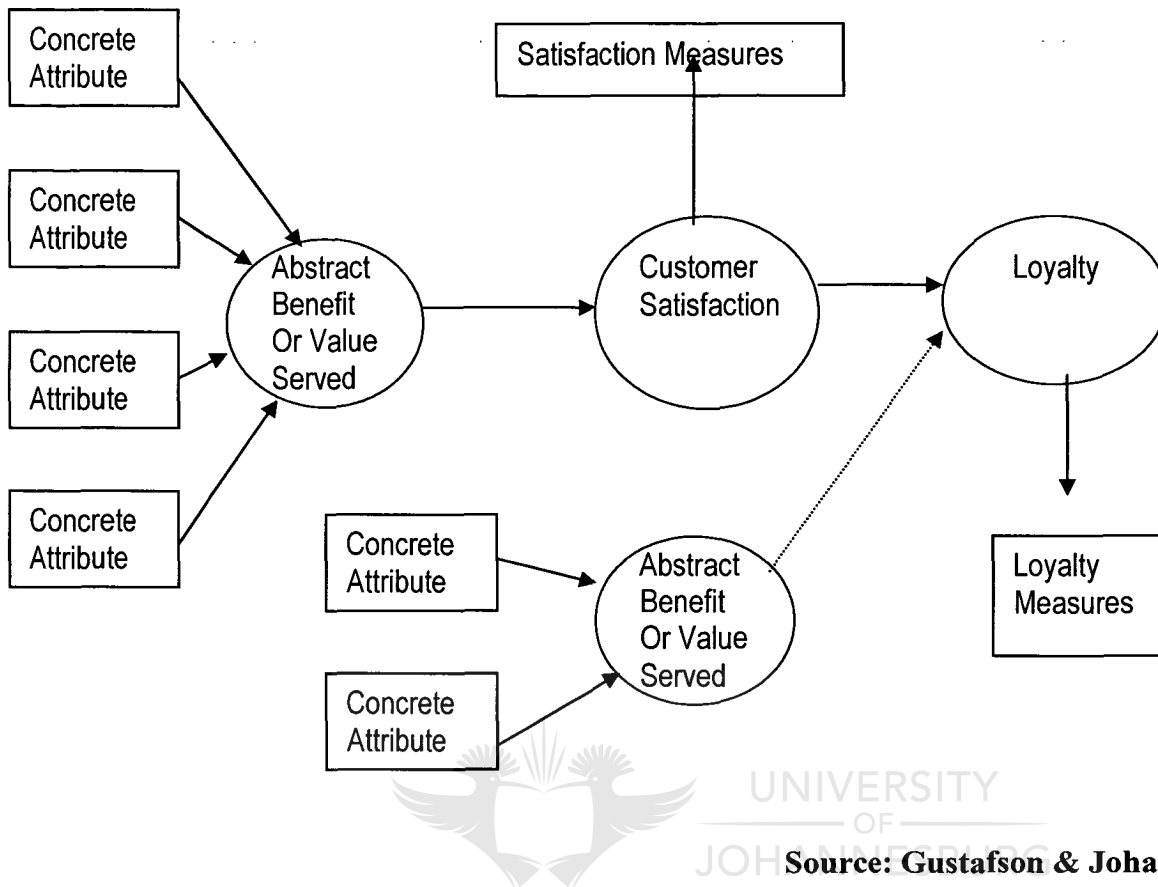 Concrete
Attribute
Satisfaction Measures
Concrete
Attribute
Abstract
Benefit
Or Value
Served
Customer
Satisfaction
Loyalty
Concrete
Attribute
Concrete
Attribute
Concrete
Attribute
Abstract
Benefit
Or Value
Served
Loyalty
Measures
Concrete
Attribute
UNIVERSITY
OF
JOHANNESBURG
Source: Gustafson & Joha